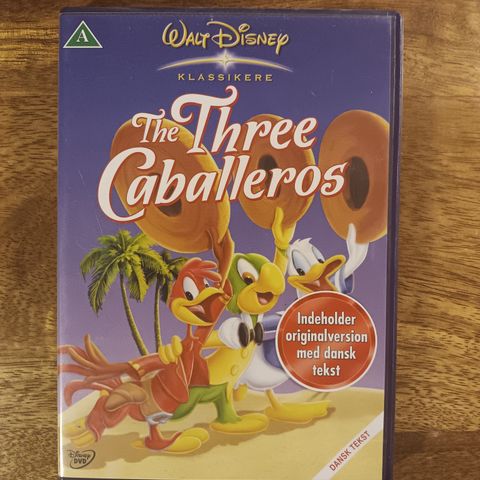 A
WALT DISNEY
KLASSIKERE
The Three
Caballeros
Indeholder
originalversion
med dansk
tekst
DISNEY
DVD
DANSK TEKST